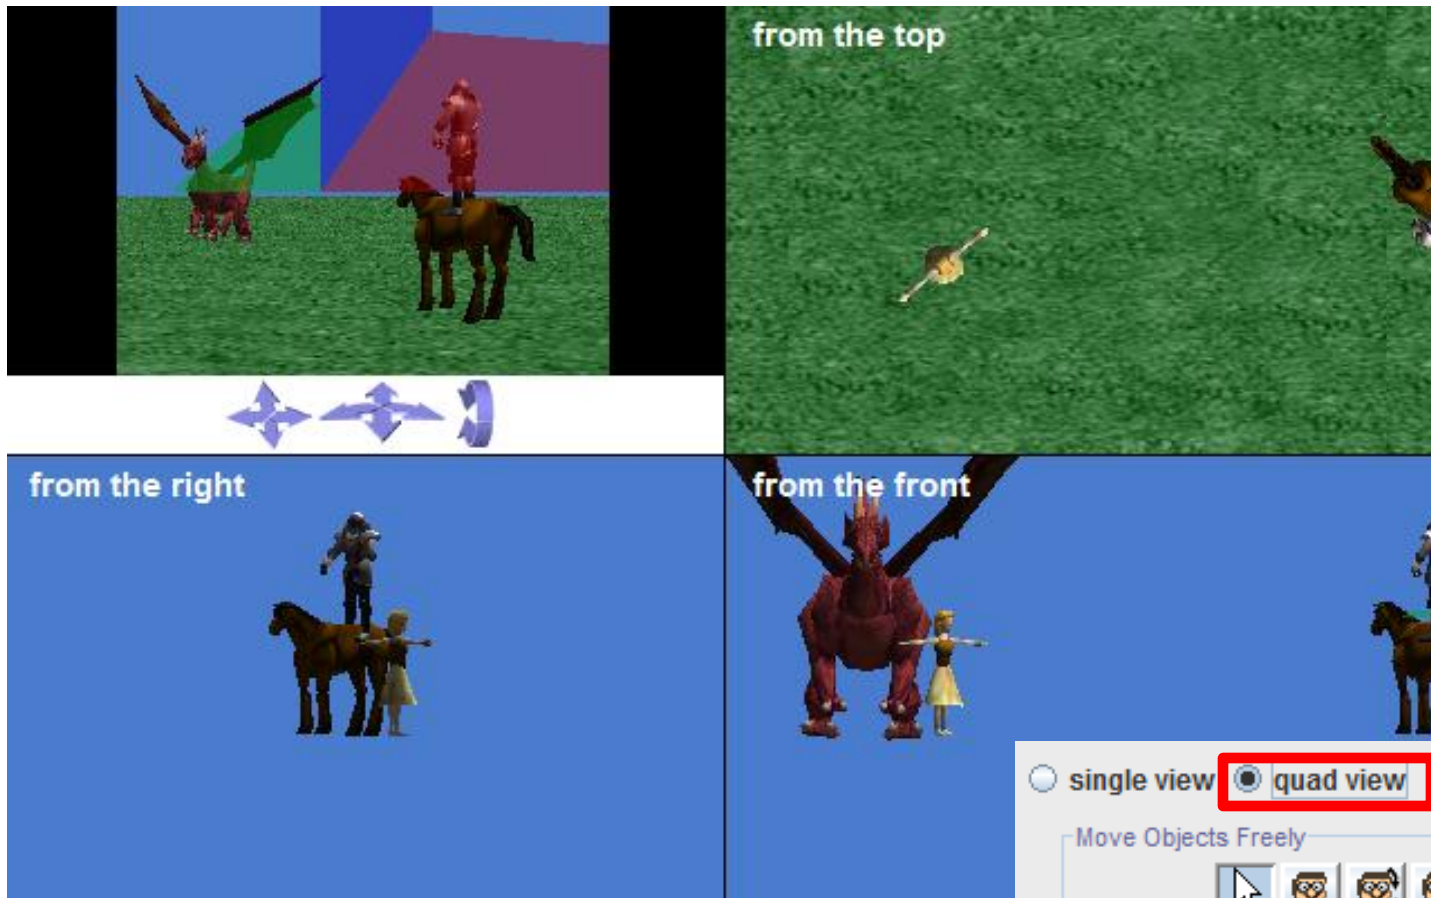 from the top
from the right
from the front
single view quad view
Move Objects Freely